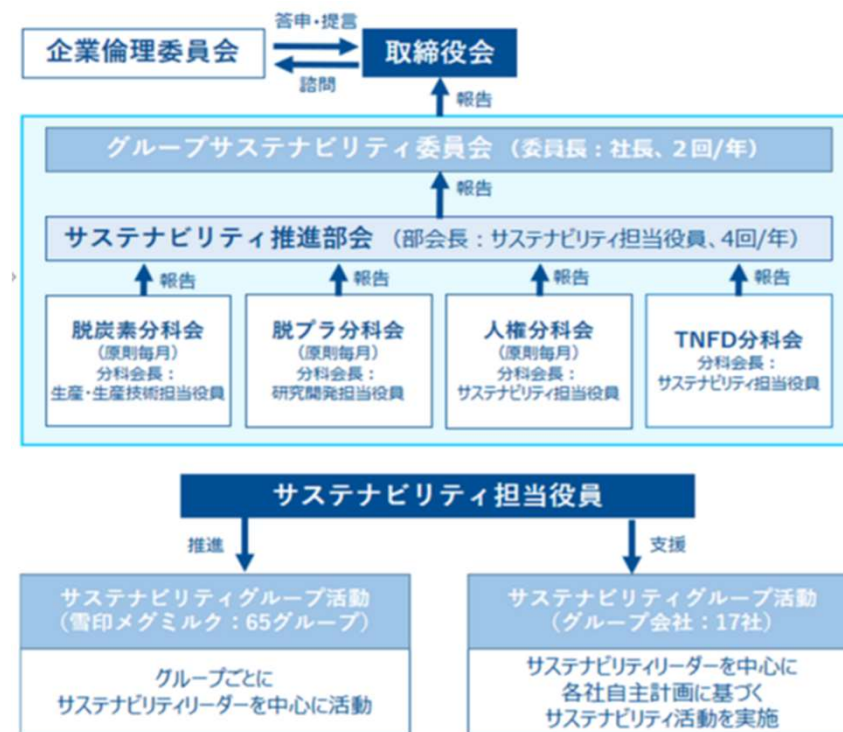 答申・提言
企業倫理委員会
取締役会
諮問
報告
グループサステナビリティ委員会（委員長：社長、2回/年）
報告
サステナビリティ推進部会（部会長：サステナビリティ担当役員、4回/年）
報告
報告
報告
報告
脱炭素分科会
（原則毎月）
分科会長：
生産・生産技術担当役員
脱プラ分科会
（原則毎月）
分科会長：
研究開発担当役員
人権分科会
（原則毎月）
分科会長：
サステナビリティ担当役員
TNFD分科会
分科会長：
サステナビリティ担当役員
サステナビリティ担当役員
推進
支援
サステナビリティグループ活動
（雪印メグミルク：65グループ）
グループごとに
サステナビリティリーダーを中心に活動
サステナビリティグループ活動
（グループ会社：17社）
サステナビリティリーダーを中心に
各社自主計画に基づく
サステナビリティ活動を実施